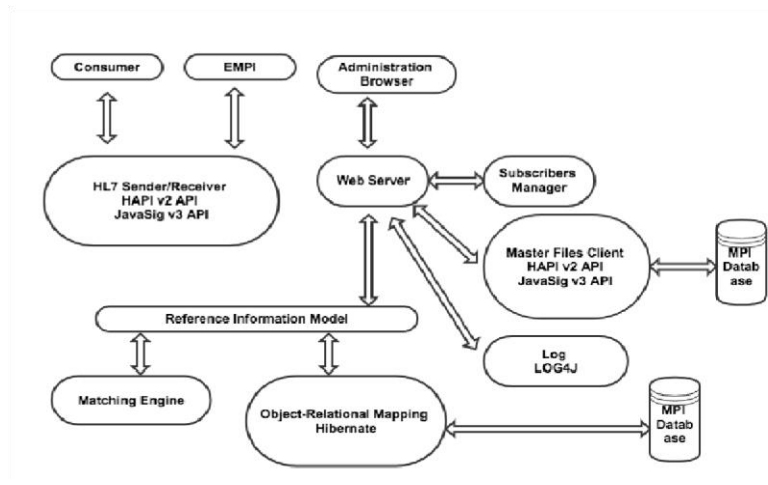 Consumer
EMPI
Administration
Browser
HL7 Sender/Receiver
HAPI v2 API
JavaSig v3 API
Web Server
Subscribers
Manager
Master Files Client
HAPI v2 API
JavaSig v3 API
MPI
Datab
ase
Reference Information Model
Log
LOG4J
Matching Engine
Object-Relational Mapping
Hibernate
MPI
Datab
ase